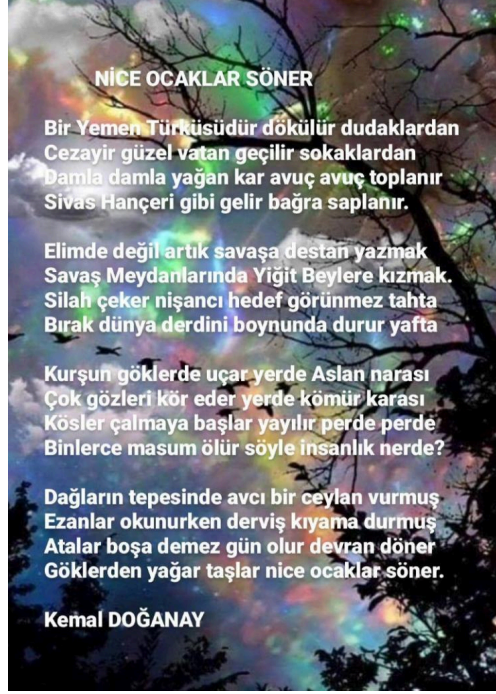 NİCE OCAKLAR SÖNER
Bir Yemen Türküsüdür dökülür dudaklardan
Cezayir güzel vatan geçilir sokaklardan
Damla damla yağan kar avuç avuç toplanır
Sivas Hançeri gibi gelir bağra saplanır.
Elimde değil artık savaşa destan yazmak
Savaş Meydanlarında Yiğit Beylere kızmak.
Silah çeker nişancı hedef görünmez tahta
Bırak dünya derdini boynunda durur yafta
Kurşun göklerde uçar yerde Aslan narası
Çok gözleri kör eder yerde kömür karası
Kösler çalmaya başlar yayılır perde perde
Binlerce masum ölür söyle insanlık nerde?
Dağların tepesinde avcı bir ceylan vurmuş
Ezanlar okunurken derviş kıyama durmuş
Atalar boşa demez gün olur devran döner
Göklerden yağar taşlar nice ocaklar söner.
Kemal DOĞANAY